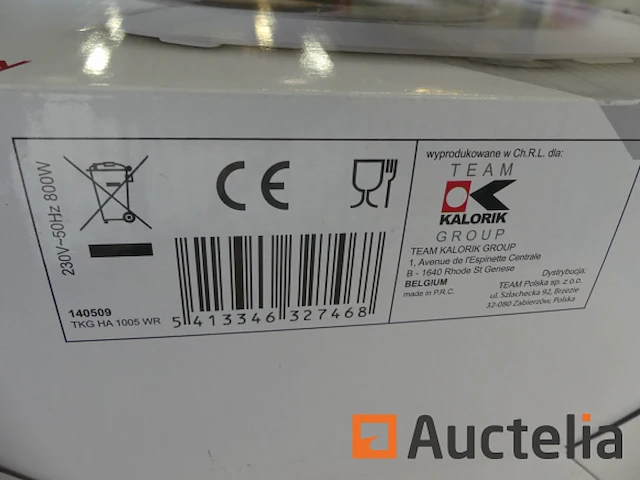 230V~50Hz 800W
CE
140509
TKG HA 1005 WR
5 413346 327468
wyprodukowane w Ch.R.L. dla:
TEAM
KALORIK
GROUP
TEAM KALORIK GROUP
1, Avenue de l'Espinette Centrale
B - 1640 Rhode St Genese
BELGIUM
made in P.R.C.
Dystrybucja:
TEAM Polska sp. z o.o.
ul. Szlachecka 92, Brzezie
32-080 Zabierzów, Polska
Auctelia